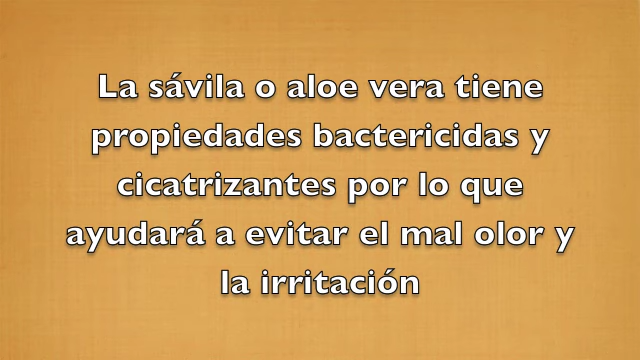 La sávila o aloe vera tiene
propiedades bactericidas y
cicatrizantes por lo que
ayudará a evitar el mal olor y
la irritación